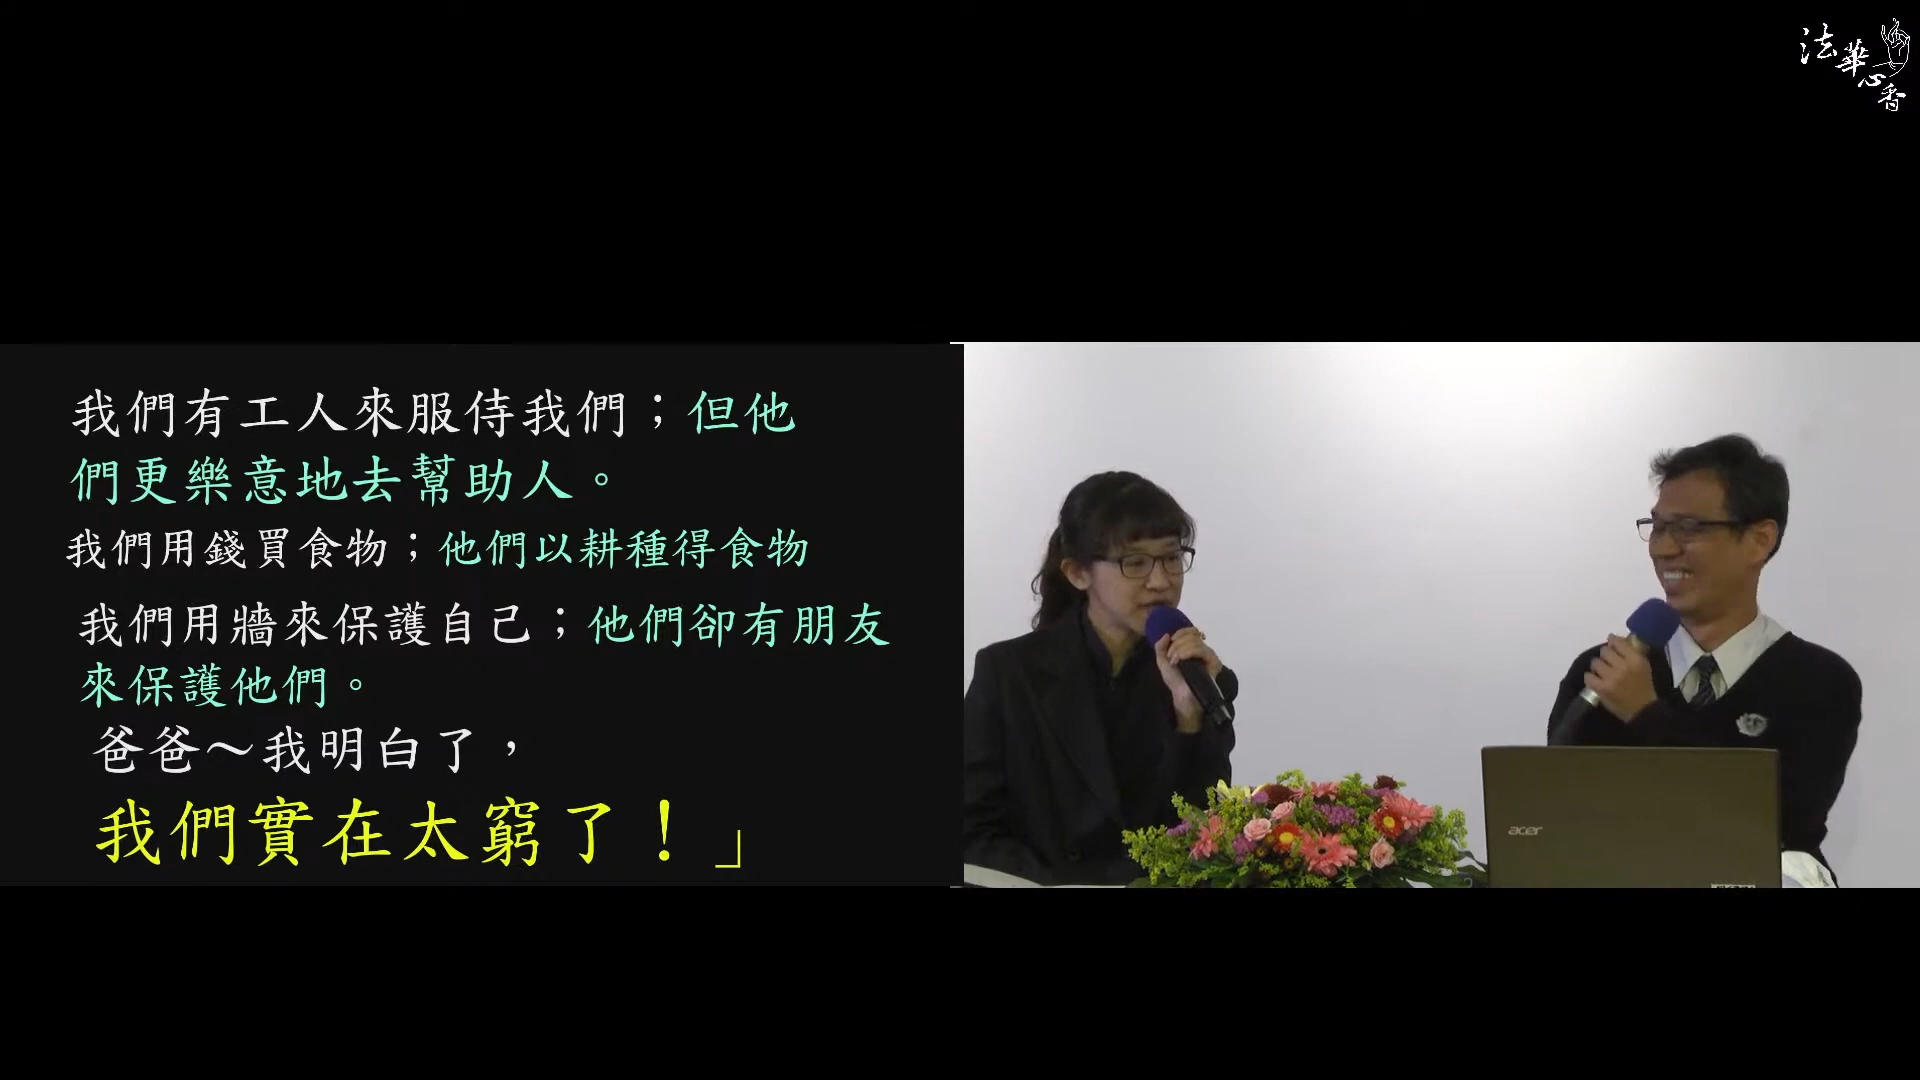 法華心香
我們有工人來服侍我們；但他
們更樂意地去幫助人。
我們用錢買食物；他們以耕種得食物
我們用牆來保護自己；他們卻有朋友
來保護他們。
爸爸～我明白了，
我們實在太窮了！」
acer